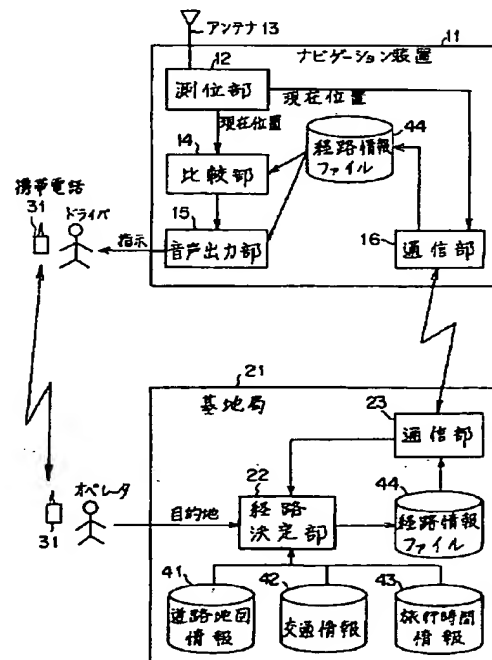 アンテナ13
11
ナビゲーション装置
12
測位部
現在位置
現在位置
44
経路情報
ファイル
14
比較部
携帯電話
31
ドライバ
指示
15
音声出力部
16
通信部
21
基地局
23
通信部
オペレータ
31
目的地
22
経路
決定部
44
経路情報
ファイル
41
道路地図
情報
42
交通情報
43
旅行時間
情報